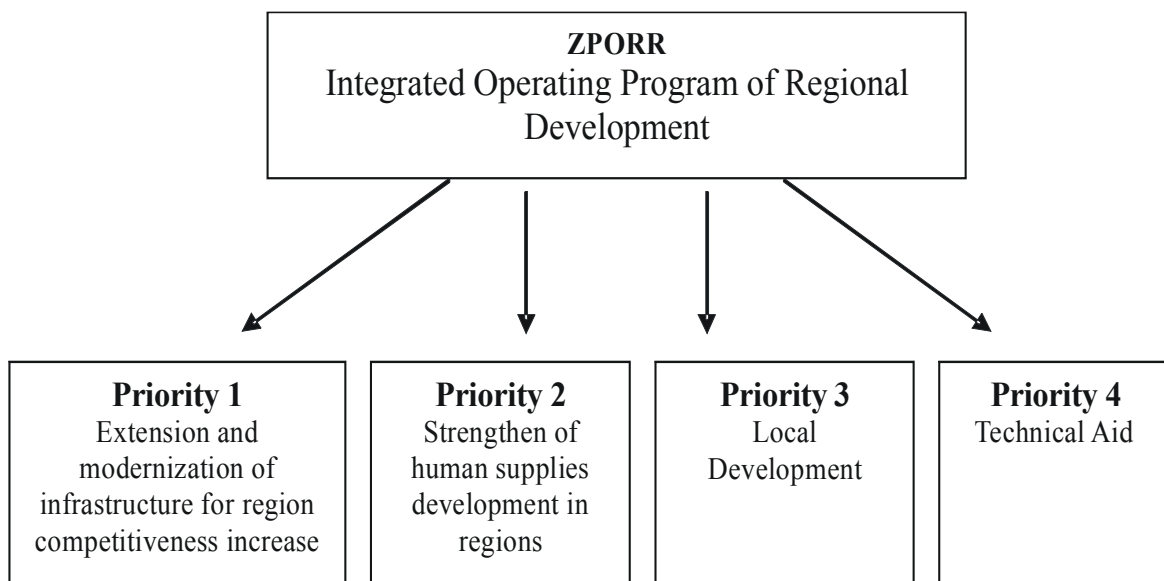 ZPORR
Integrated Operating Program of Regional
Development
Priority 1
Extension and
modernization of
infrastructure for region
competitiveness increase
Priority 2
Strengthen of
human supplies
development in
regions
Priority 3
Local
Development
Priority 4
Technical Aid